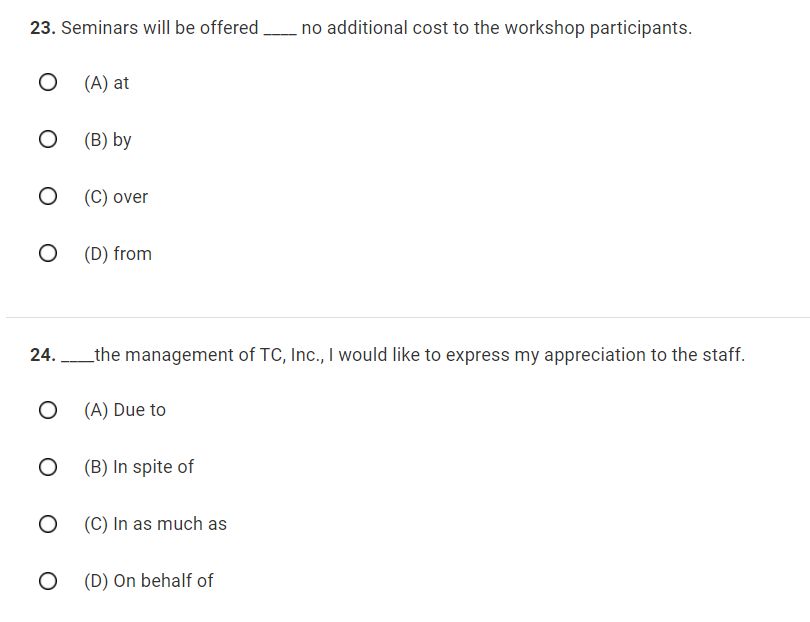 23. Seminars will be offered ____ no additional cost to the workshop participants.
(A) at
(B) by
(C) over
(D) from
24. ____the management of TC, Inc., I would like to express my appreciation to the staff.
(A) Due to
(B) In spite of
(C) In as much as
(D) On behalf of